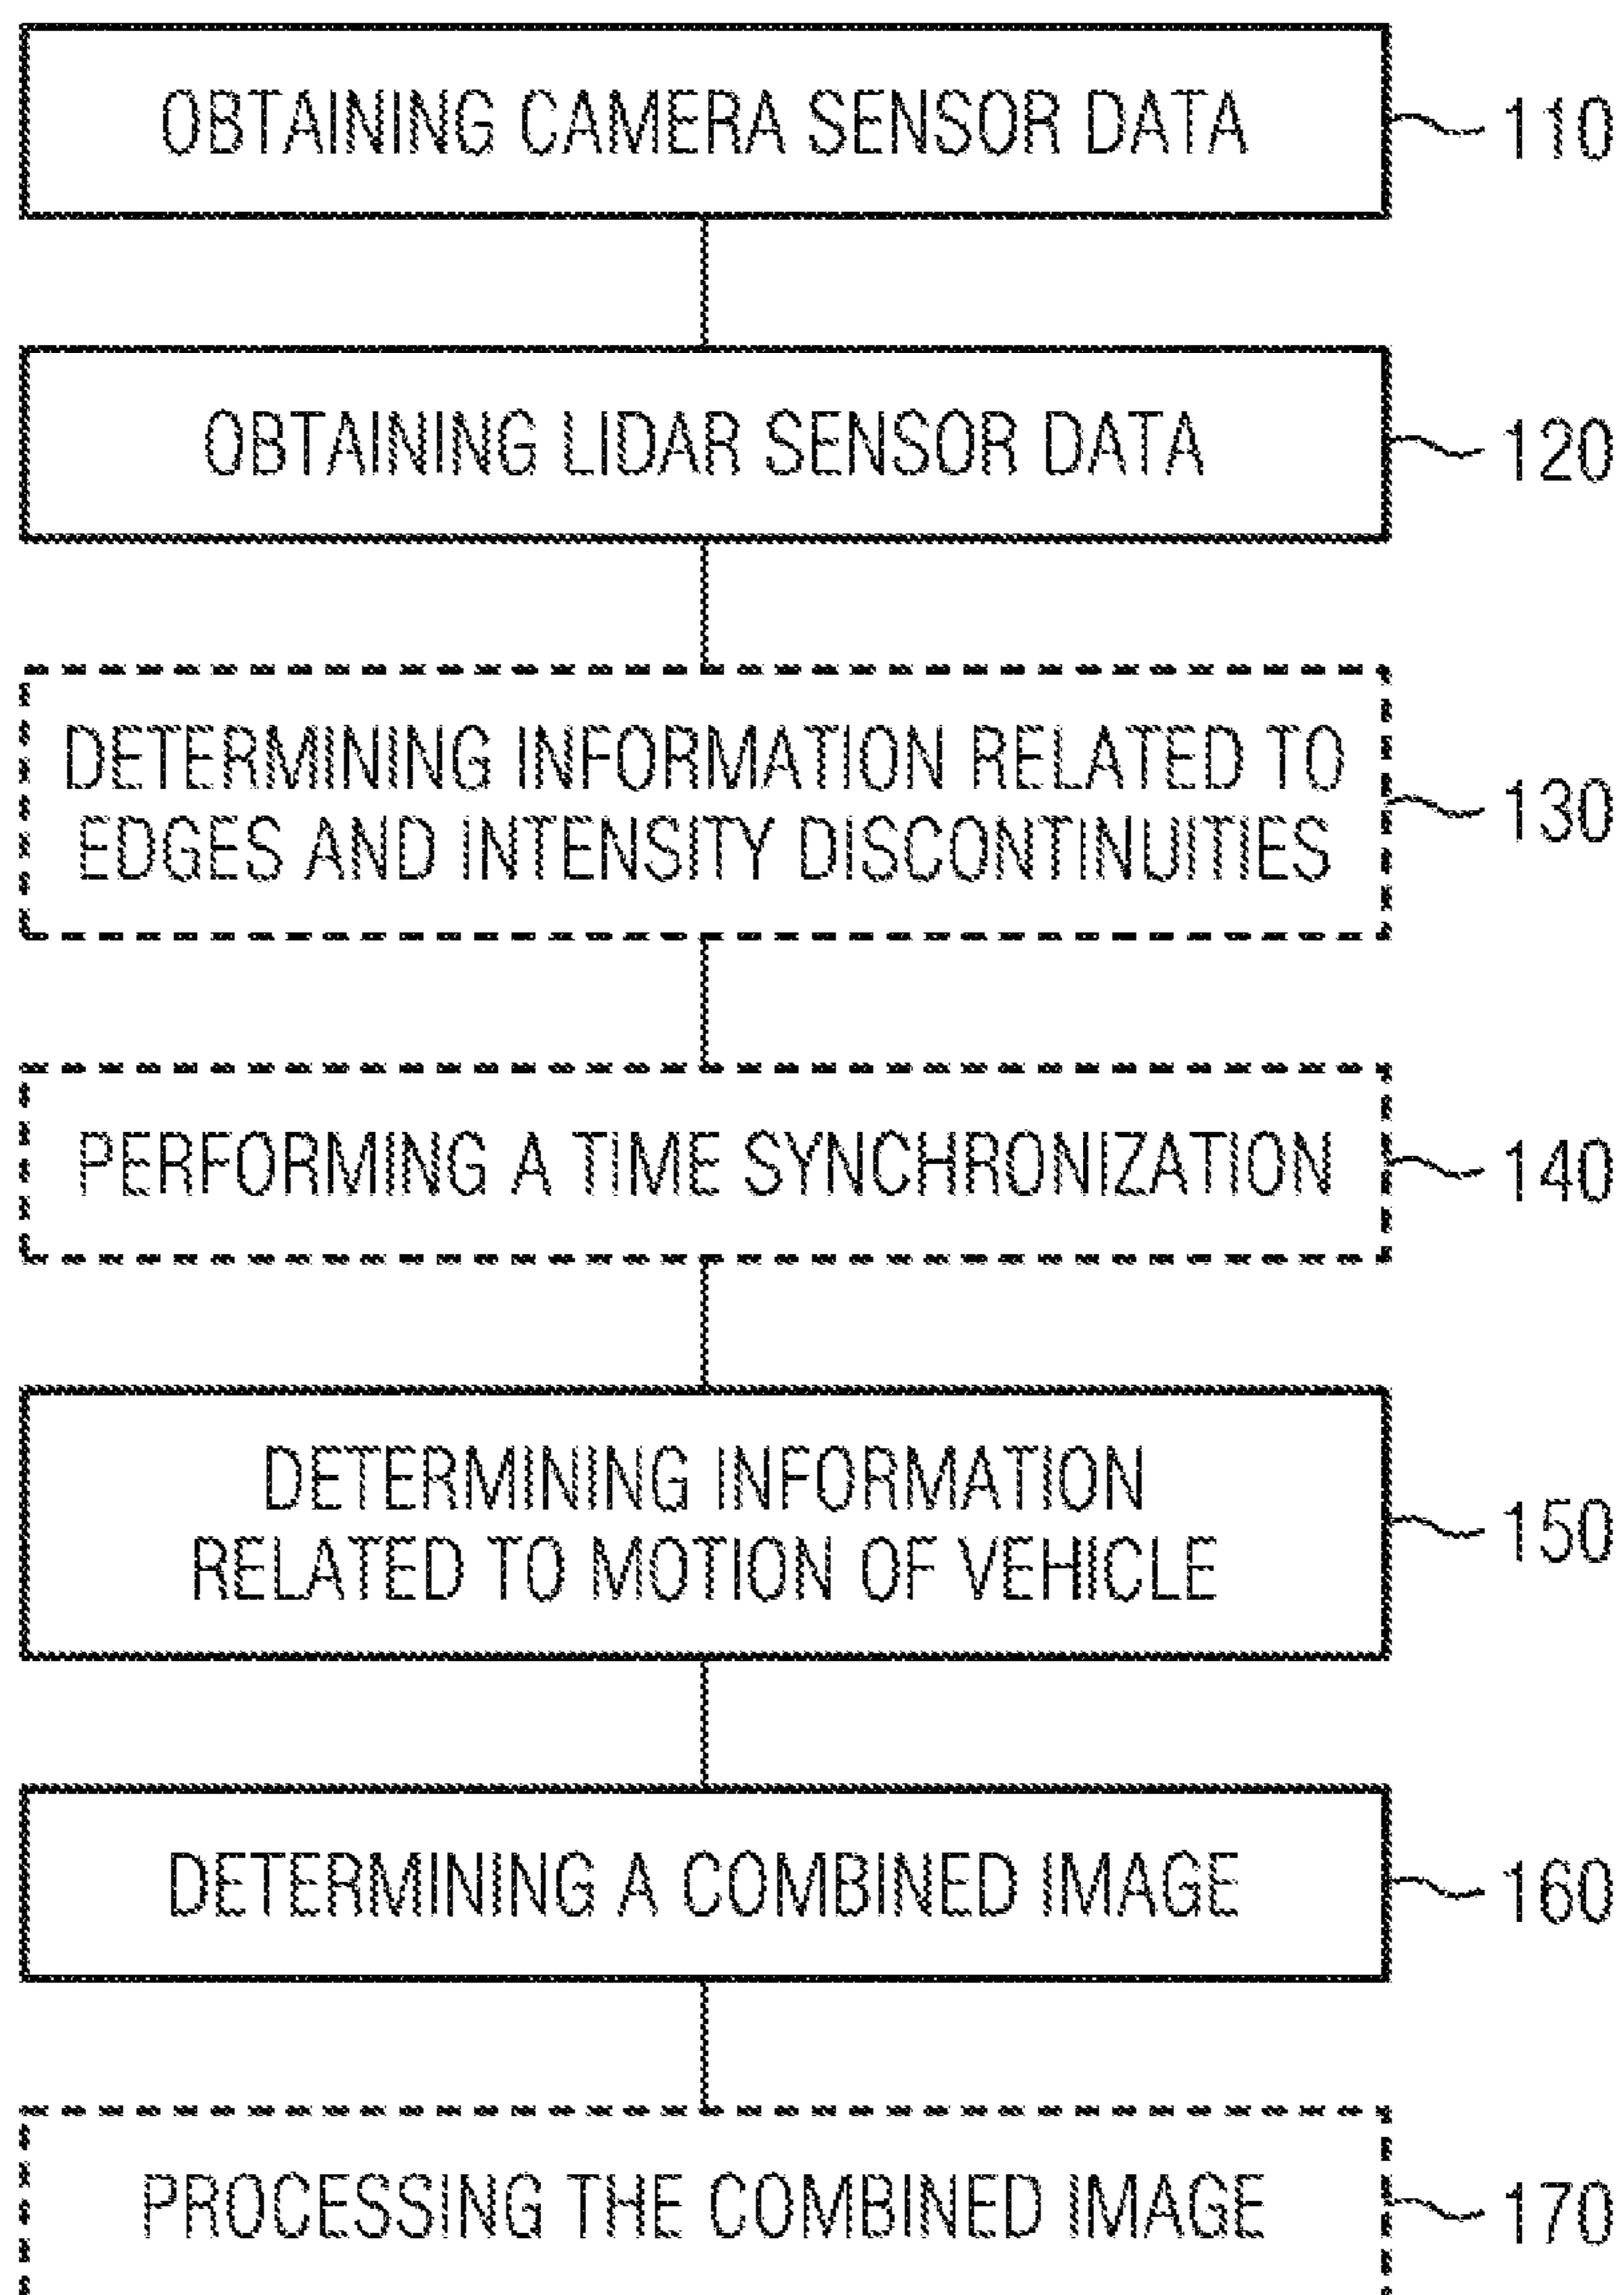 OBTAINING CAMERA SENSOR DATA
110
OBTAINING LIDAR SENSOR DATA
120
DETERMINING INFORMATION RELATED TO
EDGES AND INTENSITY DISCONTINUITIES
130
PERFORMING A TIME SYNCHRONIZATION
140
DETERMINING INFORMATION
RELATED TO MOTION OF VEHICLE
150
DETERMINING A COMBINED IMAGE
160
PROCESSING THE COMBINED IMAGE
170